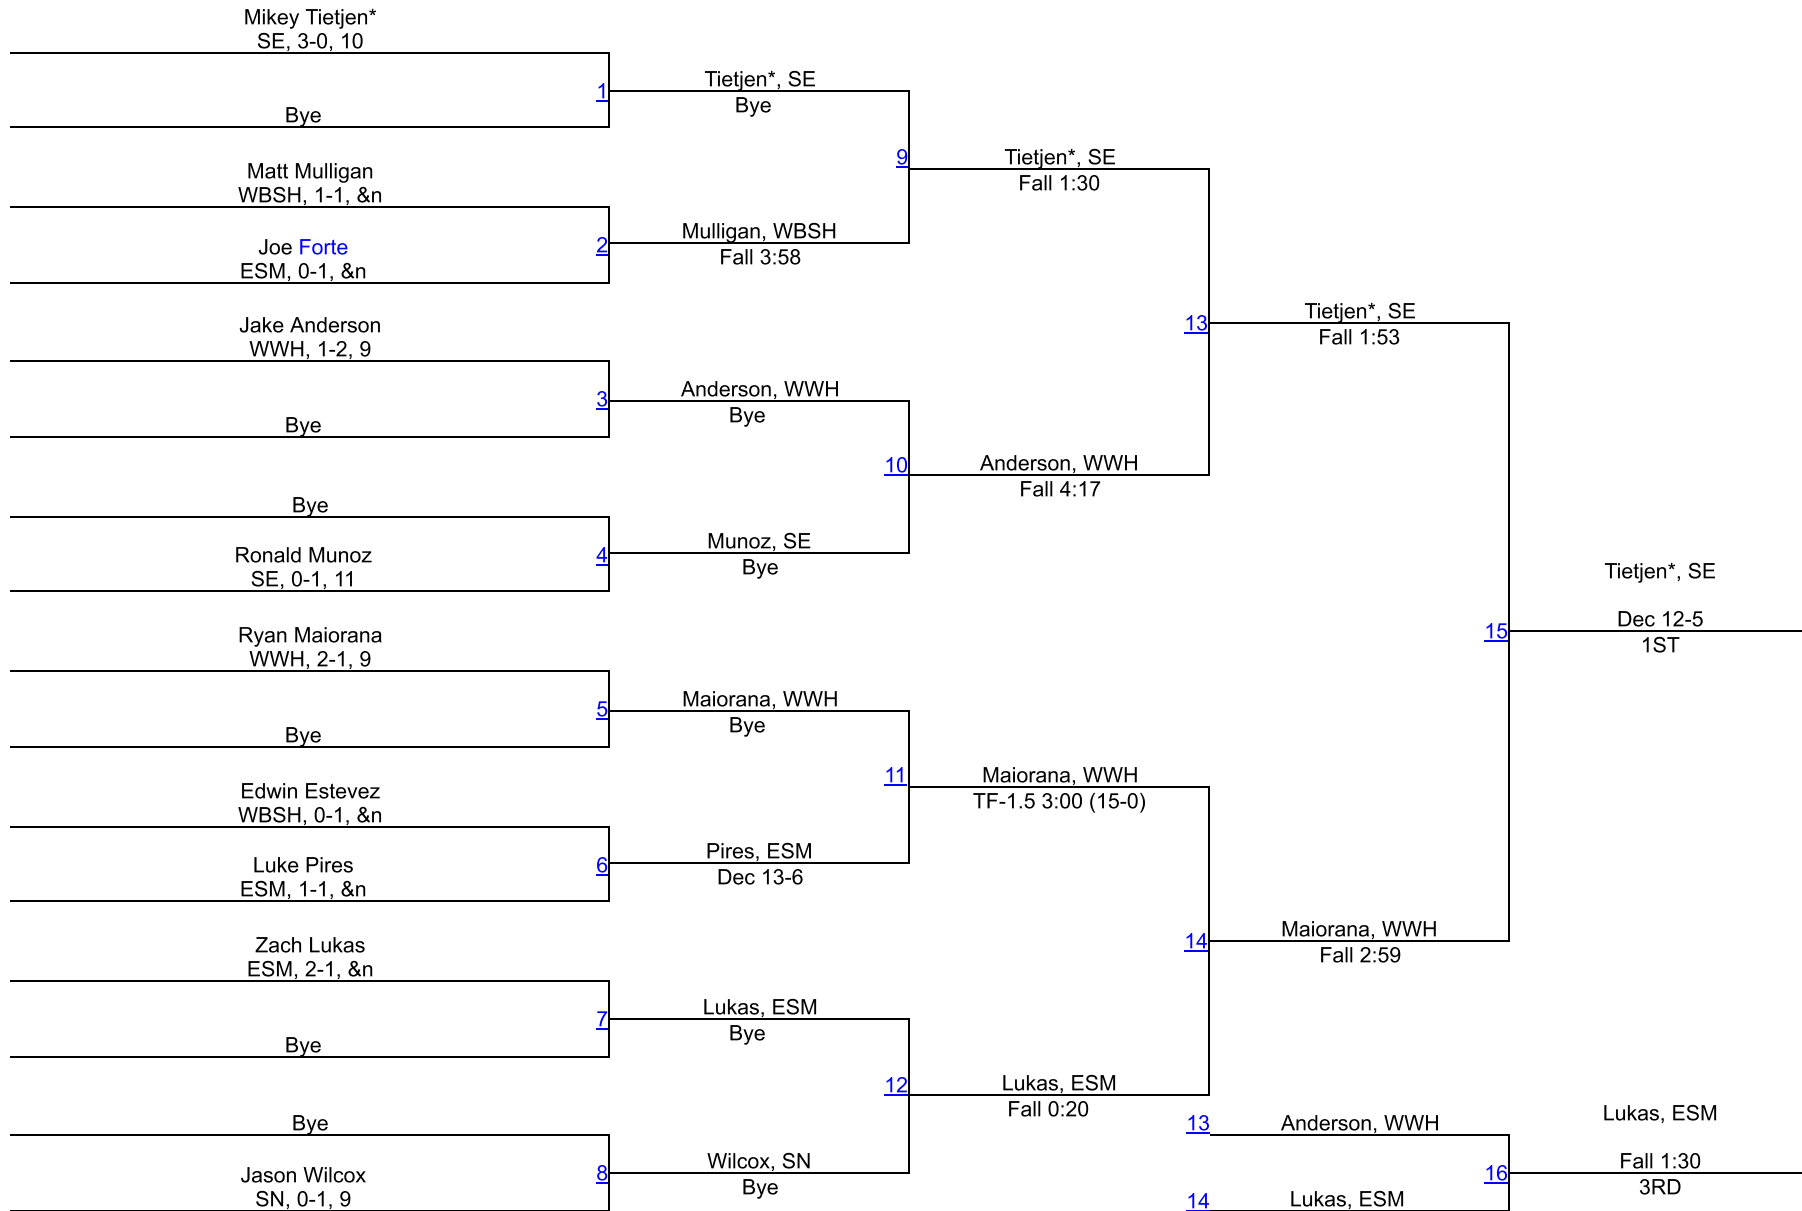 Mikey Tietjen*
SE, 3-0, 10
1
Bye
Tietjen*, SE
Bye
Matt Mulligan
WBSH, 1-1, &n
2
Joe Forte
ESM, 0-1, &n
Mulligan, WBSH
Fall 3:58
9
Tietjen*, SE
Fall 1:30
Jake Anderson
WWH, 1-2, 9
3
Bye
Anderson, WWH
Bye
Bye
4
Ronald Munoz
SE, 0-1, 11
Munoz, SE
Bye
10
Anderson, WWH
Fall 4:17
13
Tietjen*, SE
Fall 1:53
Ryan Maiorana
WWH, 2-1, 9
5
Bye
Maiorana, WWH
Bye
Edwin Estevez
WBSH, 0-1, &n
6
Luke Pires
ESM, 1-1, &n
Pires, ESM
Dec 13-6
11
Maiorana, WWH
TF-1.5 3:00 (15-0)
Zach Lukas
ESM, 2-1, &n
7
Bye
Lukas, ESM
Bye
Bye
8
Jason Wilcox
SN, 0-1, 9
Wilcox, SN
Bye
12
Lukas, ESM
Fall 0:20
14
Maiorana, WWH
Fall 2:59
15
Tietjen*, SE
Dec 12-5
1ST
13
Anderson, WWH
14
Lukas, ESM
16
Lukas, ESM
Fall 1:30
3RD